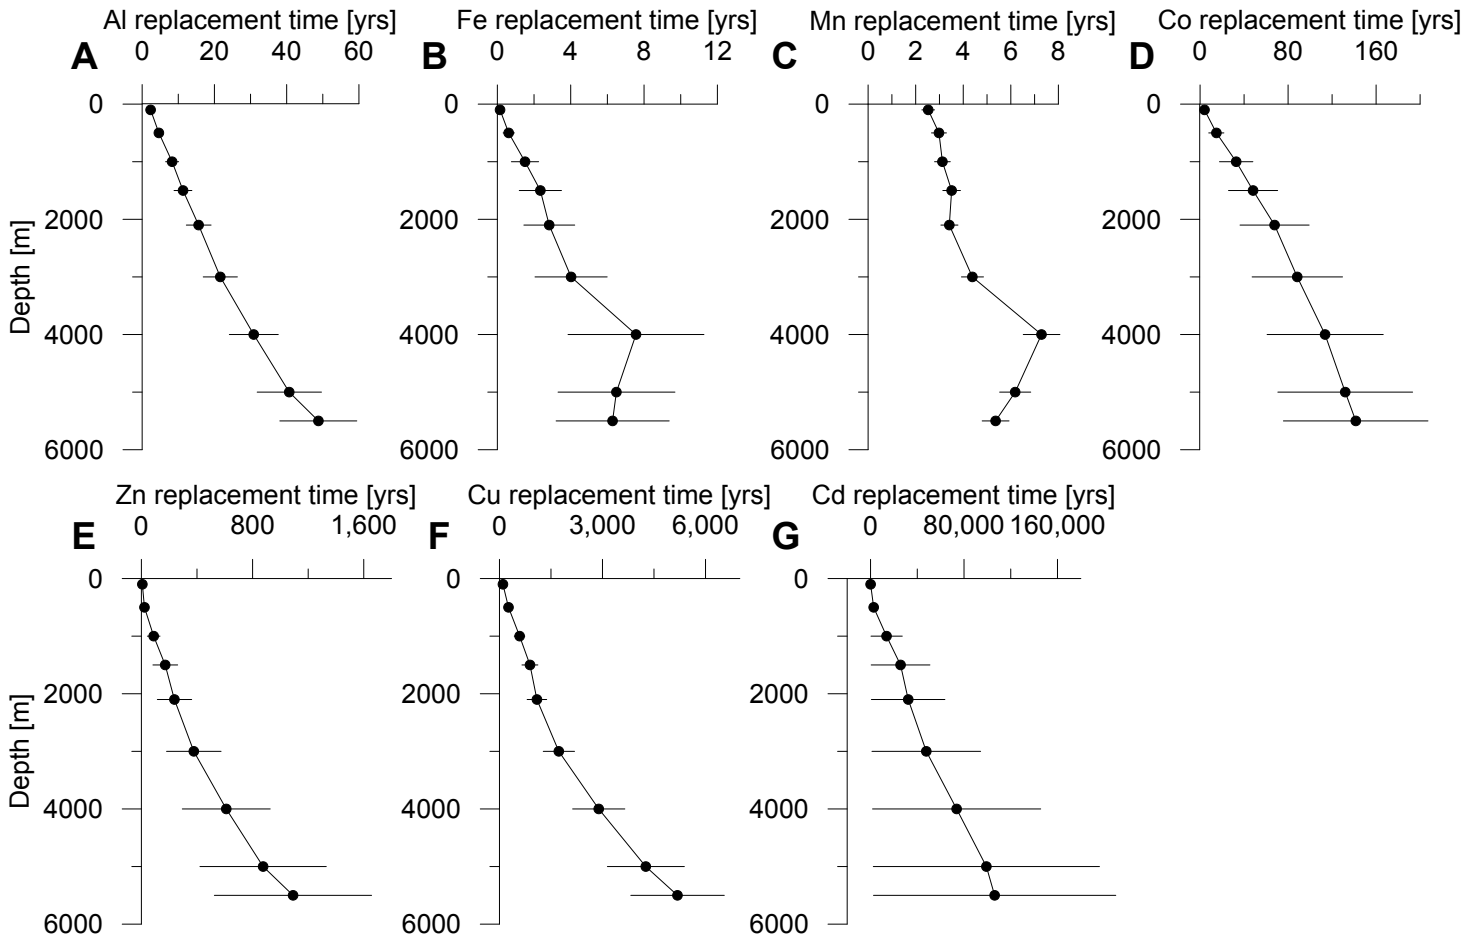 Al replacement time [yrs] Fe replacement time [yrs] Mn replacement time [yrs] Co replacement time [yrs]
A 0 20 40 60 B 0 4 8 12 C 0 2 4 6 8 D 0 80 160
0 0 0 0
2000 2000 2000 2000
Depth [m]
4000 4000 4000 4000
6000 6000 6000 6000
Zn replacement time [yrs] Cu replacement time [yrs] Cd replacement time [yrs]
E 0 800 1,600 F 0 3,000 6,000 G 0 80,000 160,000
0 0 0
2000 2000 2000
Depth [m]
4000 4000 4000
6000 6000 6000